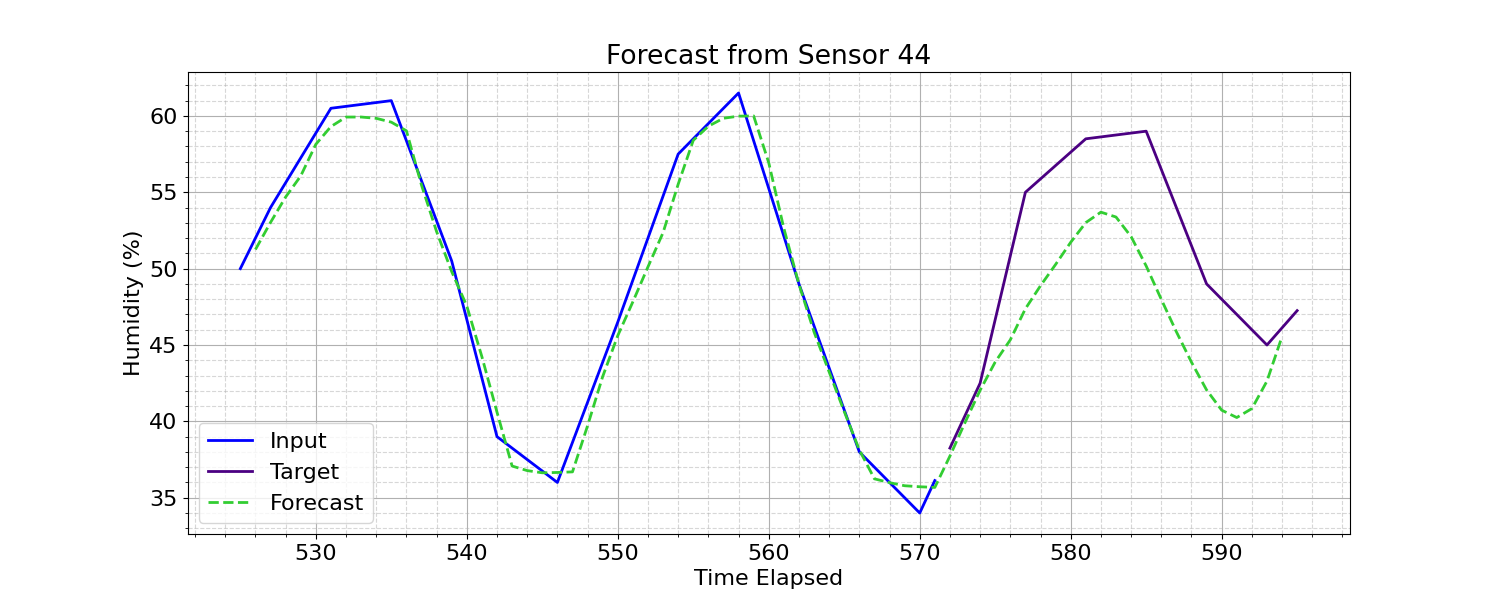 Forecast from Sensor 44
Humidity (%)
60
55
50
45
40
35
Input
Target
Forecast
530 540 550 560 570 580 590
Time Elapsed